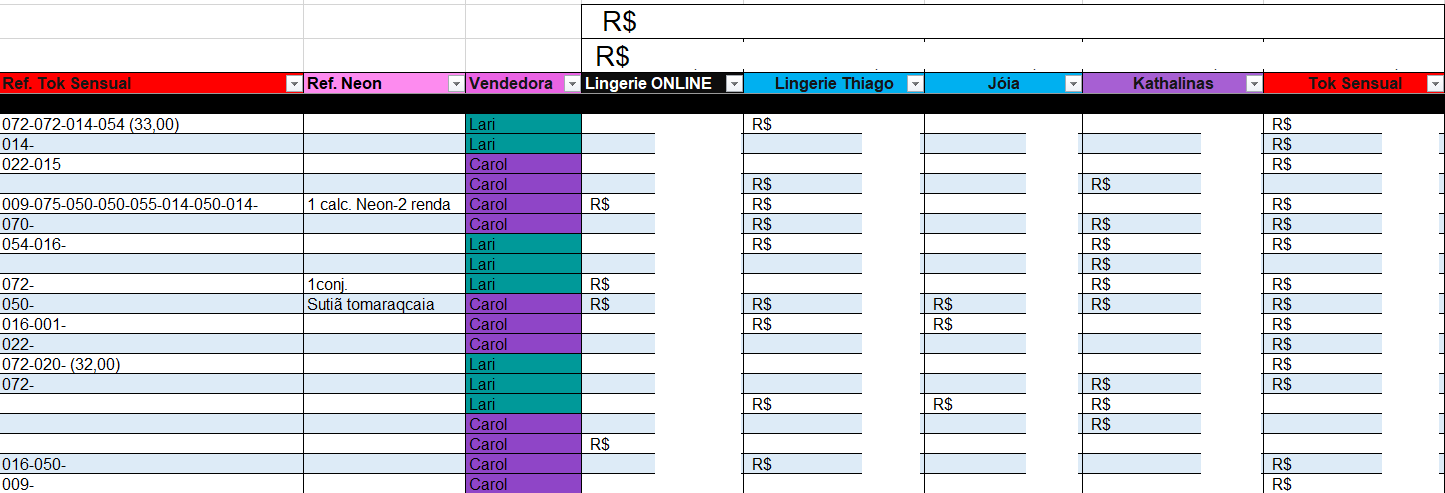 R$
R$
Ref. Tok Sensual Ref. Neon Vendedora Lingerie ONLINE Lingerie Thiago Jóia Kathalinas Tok Sensual
072-072-014-054 (33,00) Lari R$ R$
014- Lari R$
022-015 Carol R$
Carol R$ R$
009-075-050-050-055-014-050-014- 1 calc. Neon-2 renda Carol R$ R$ R$
070- Carol R$ R$ R$
054-016- Lari R$ R$ R$
Lari R$
072- 1conj. Lari R$ R$ R$
050- Sutiã tomaraqcaia Carol R$ R$ R$ R$ R$
016-001- Carol R$ R$ R$
022- Carol R$
072-020- (32,00) Lari R$
072- Lari R$ R$
Lari R$ R$ R$
Carol R$
Carol R$
016-050- Carol R$ R$
009- Carol R$